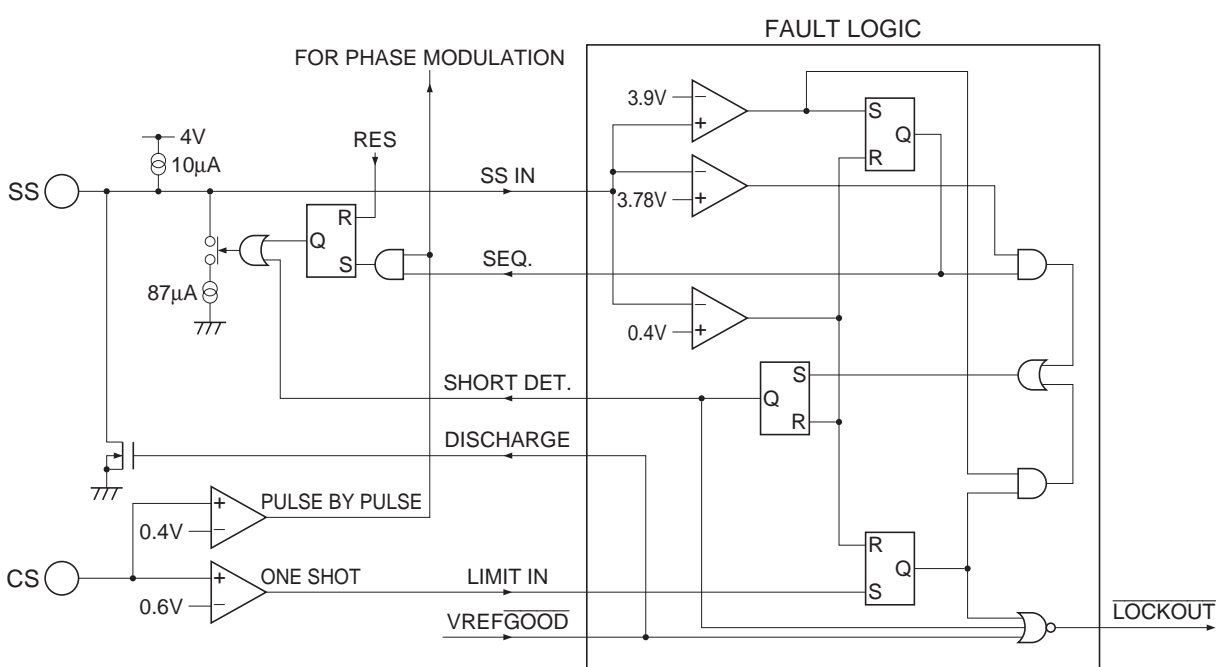 FAULT LOGIC
FOR PHASE MODULATION
3.9V
−
+
S
Q
R
4V
10μA
RES
SS
SS IN
−
3.78V
+
R
Q
S
SEQ.
87μA
−
0.4V
+
SHORT DET.
S
Q
R
DISCHARGE
+
PULSE BY PULSE
0.4V
−
R
Q
S
CS
+
ONE SHOT
LIMIT IN
0.6V
−
VREFGOOD
LOCKOUT